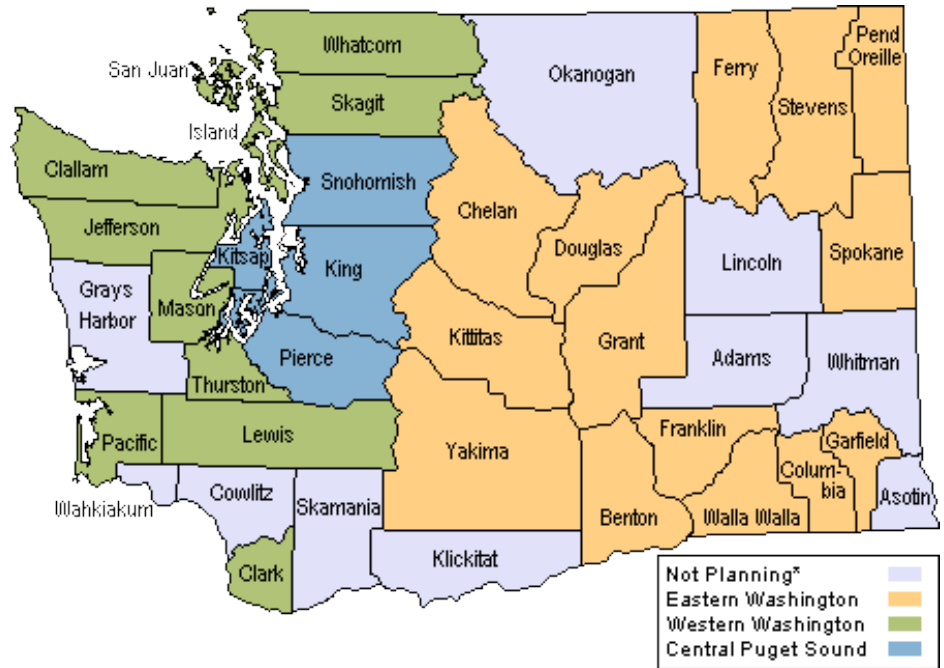 Whatcom
San Juan
Skagit
Island
Okanogan
Ferry
Stevens
Pend
Oreille
Clallam
Jefferson
Snohomish
Chelan
Douglas
Kitsap
King
Lincoln
Spokane
Grays
Harbor
Mason
Kittitas
Grant
Adams
Whitman
Pierce
Thurston
Pacific
Lewis
Yakima
Franklin
Garfield
Colum-
bia
Asotin
Wahkiakum
Cowlitz
Skamania
Benton
Walla Walla
Clark
Klickitat
Not Planning*
Eastern Washington
Western Washington
Central Puget Sound